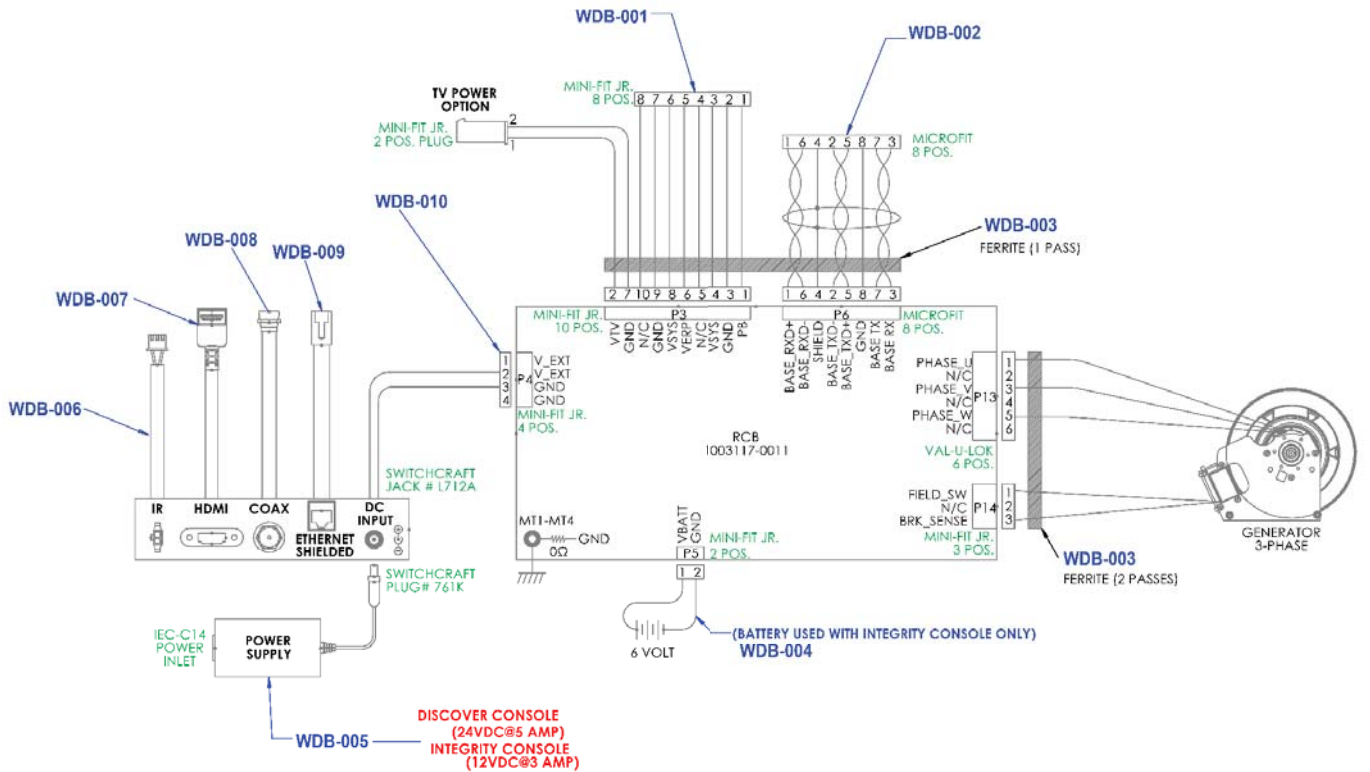 WDB-001
WDB-002
TV POWER
OPTION
MINI-FIT JR.
8 POS.
8 7 6 5 4 3 2 1
MINI-FIT JR.
2 POS. PLUG
2
1
1 6 4 2 5 8 7 3
MICROFIT
8 POS.
WDB-010
WDB-003
FERRITE (1 PASS)
WDB-008
WDB-009
WDB-007
2 7 10 9 8 6 5 4 3 1
1 6 4 2 5 8 7 3
MINI-FIT JR.
10 POS.
P3
P6
MICROFIT
8 POS.
VTV
GND
N/C
GND
VSYS
VERP
N/C
VSYS
GND
PB
BASE_RXD+
BASE_RXD-
SHIELD
BASE_TXD-
BASE_TXD+
GND
BASE TX
BASE RX
1 V_EXT
2 V_EXT
3 GND
4 GND
P4
MINI-FIT JR.
4 POS.
PHASE_U 1
N/C 2
PHASE_V 3
N/C 4
PHASE_W 5
N/C 6
P13
VAL-U-LOK
6 POS.
WDB-006
RCB
1003117-0011
SWITCHCRAFT
JACK # L712A
IR
HDMI
COAX
ETHERNET
SHIELDED
DC
INPUT
MT1-MT4
GND
0Ω
VBATT
GND
P5
MINI-FIT JR.
2 POS.
1 2
FIELD_SW 1
N/C 2
BRK_SENSE 3
P14
MINI-FIT JR.
3 POS.
GENERATOR
3-PHASE
WDB-003
FERRITE (2 PASSES)
SWITCHCRAFT
PLUG# 761K
IEC-C14
POWER
INLET
POWER
SUPPLY
6 VOLT
(BATTERY USED WITH INTEGRITY CONSOLE ONLY)
WDB-004
WDB-005
DISCOVER CONSOLE
(24VDC@5 AMP)
INTEGRITY CONSOLE
(12VDC@3 AMP)